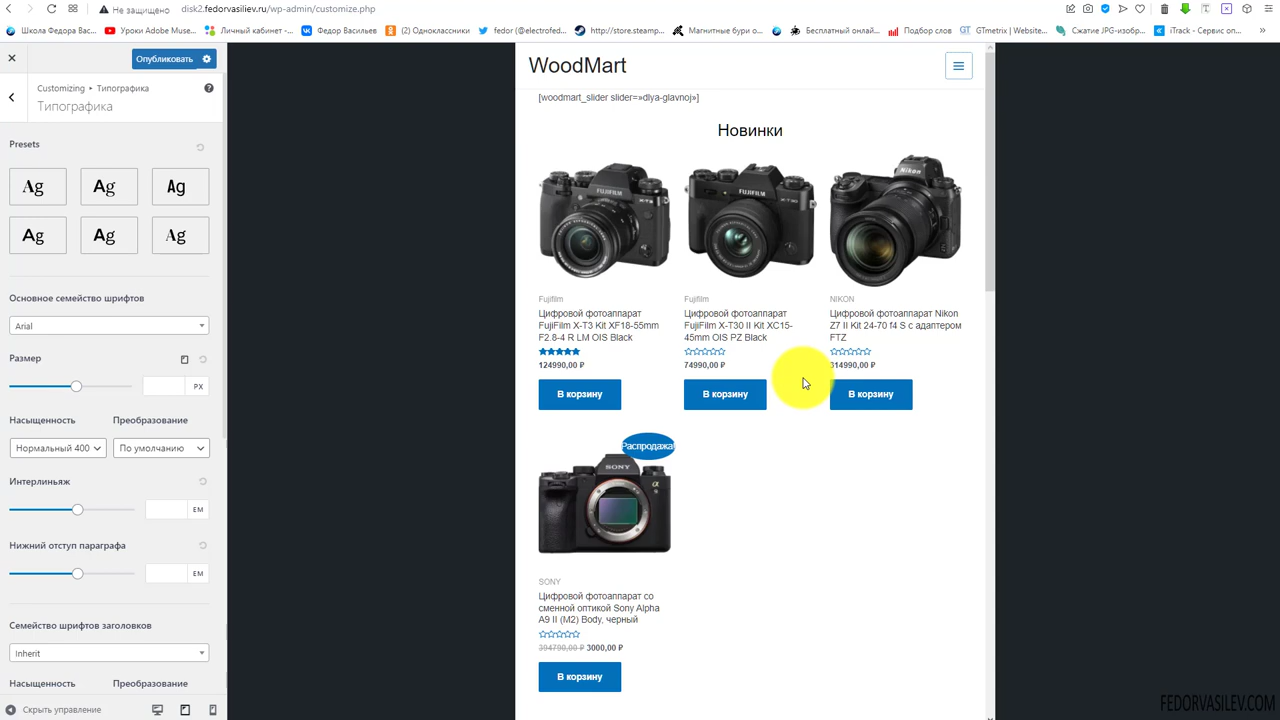 Не защищено disk2.fedorvasiliev.ru/wp-admin/customize.php
Школа Федора Вас...
Уроки Adobe Muse...
Личный кабинет -...
Федор Васильев
(2) Одноклассники
fedor (@electrofed...
http://store.steamp...
Магнитные бури о...
Бесплатный онлай...
Подбор слов
GTmetrix | Website...
Сжатие JPG-изобр...
iTrack - Сервис оп...
Опубликовать
Customizing ▸ Типографика
Типографика
Presets
Ag Ag Ag
Ag Ag Ag
Основное семейство шрифтов
Arial
Размер
PX
Насыщенность Преобразование
Нормальный 400 По умолчанию
Интерлиньяж
EM
Нижний отступ параграфа
EM
Семейство шрифтов заголовков
Inherit
Насыщенность Преобразование
Скрыть управление
WoodMart
[woodmart_slider slider=»dlya-glavnoj»]
Новинки
FUJIFILM
X-T3
FUJIFILM
X-T30
Nikon
Fujifilm
Цифровой фотоаппарат
FujiFilm X-T3 Kit XF18-55mm
F2.8-4 R LM OIS Black
124990,00 ₽
В корзину
Fujifilm
Цифровой фотоаппарат
FujiFilm X-T30 II Kit XC15-
45mm OIS PZ Black
74990,00 ₽
В корзину
NIKON
Цифровой фотоаппарат Nikon
Z7 II Kit 24-70 f4 S с адаптером
FTZ
314990,00 ₽
В корзину
Распродажа!
SONY
SONY
Цифровой фотоаппарат со
сменной оптикой Sony Alpha
A9 II (M2) Body, черный
394790,00 ₽ 3000,00 ₽
В корзину
FEDORVASILEV.COM